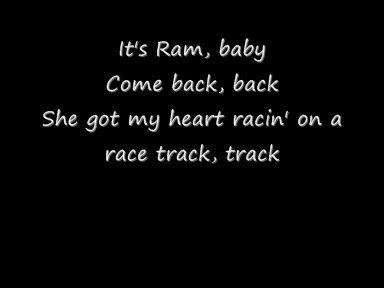 It's Ram, baby
Come back, back
She got my heart racin' on a
race track, track